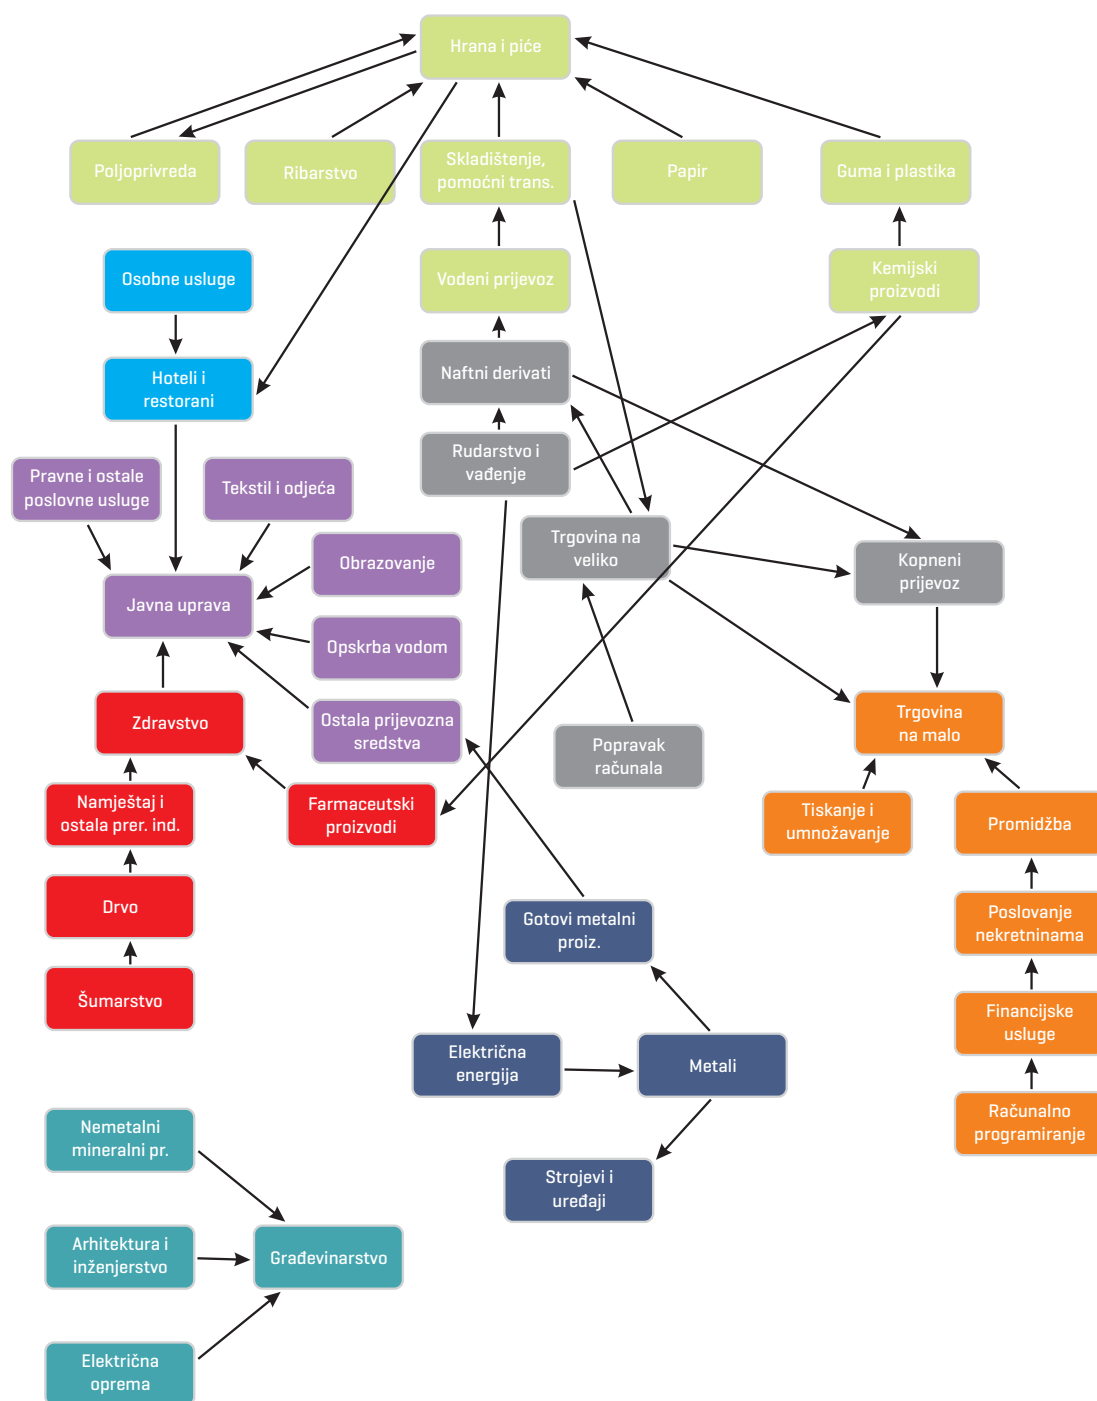 Hrana i piće
Poljoprivreda
Ribarstvo
Skladištenje,
pomoćni trans.
Papir
Guma i plastika
Osobne usluge
Vodeni prijevoz
Kemijski
proizvodi
Hoteli i
restorani
Naftni derivati
Pravne i ostale
poslovne usluge
Tekstil i odjeća
Rudarstvo i
vađenje
Trgovina na
veliko
Obrazovanje
Kopneni
prijevoz
Javna uprava
Opskrba vodom
Zdravstvo
Ostala prijevozna
sredstva
Popravak
računala
Trgovina
na malo
Namještaj i
ostala prer. ind.
Farmaceutski
proizvodi
Tiskanje i
umnožavanje
Promidžba
Drvo
Gotovi metalni
proiz.
Poslovanje
nekretninama
Šumarstvo
Financijske
usluge
Električna
energija
Metali
Nemetalni
mineralni pr.
Računalno
programiranje
Strojevi i
uređaji
Arhitektura i
inženjerstvo
Građevinarstvo
Električna
oprema